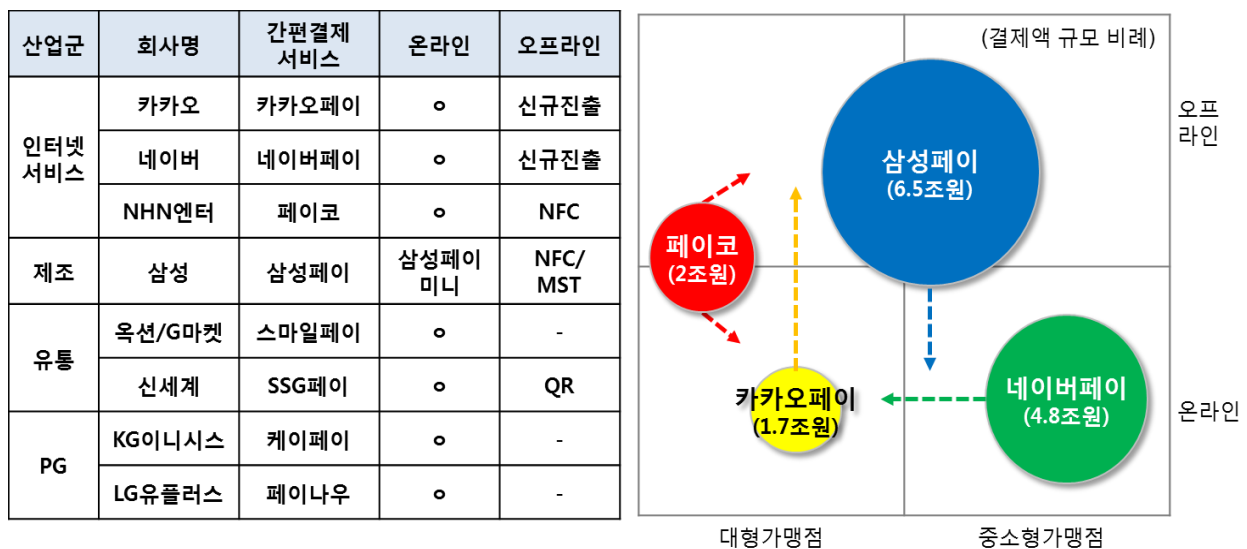 산업군 회사명 간편결제 서비스 온라인 오프라인
인터넷 서비스 카카오 카카오페이 o 신규진출
네이버 네이버페이 o 신규진출
NHN엔터 페이코 o NFC
제조 삼성 삼성페이 삼성페이 미니 NFC/ MST
유통 옥션/G마켓 스마일페이 o -
신세계 SSG페이 o QR
PG KG이니시스 케이페이 o -
LG유플러스 페이나우 o -
(결제액 규모 비례)
오프
라인
삼성페이
(6.5조원)
페이코
(2조원)
카카오페이
(1.7조원)
네이버페이
(4.8조원)
온라인
대형가맹점 중소형가맹점